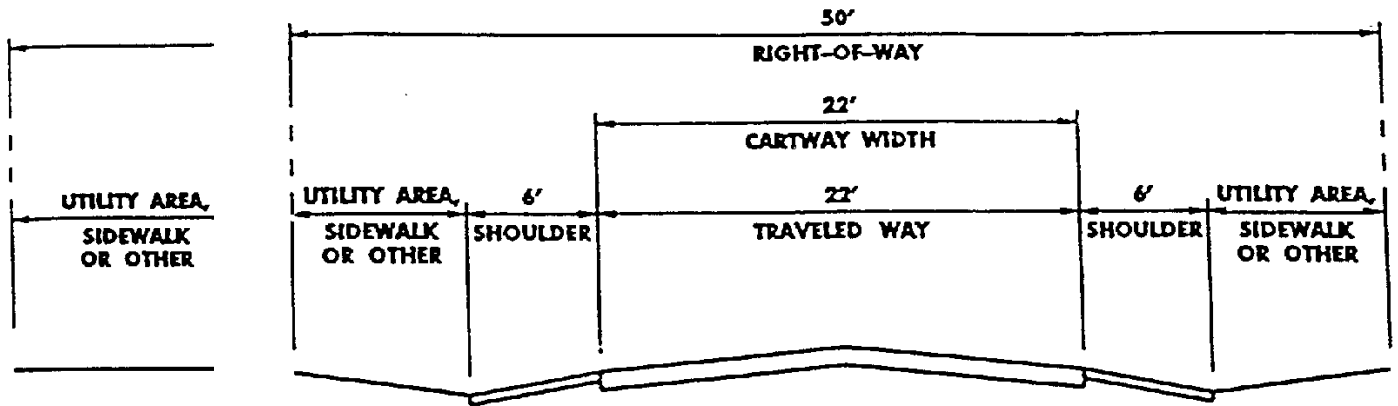 50'
RIGHT-OF-WAY
22'
CARTWAY WIDTH
UTILITY AREA,
SIDEWALK
OR OTHER
UTILITY AREA,
SIDEWALK
OR OTHER
6'
SHOULDER
22'
TRAVELED WAY
6'
SHOULDER
UTILITY AREA,
SIDEWALK
OR OTHER